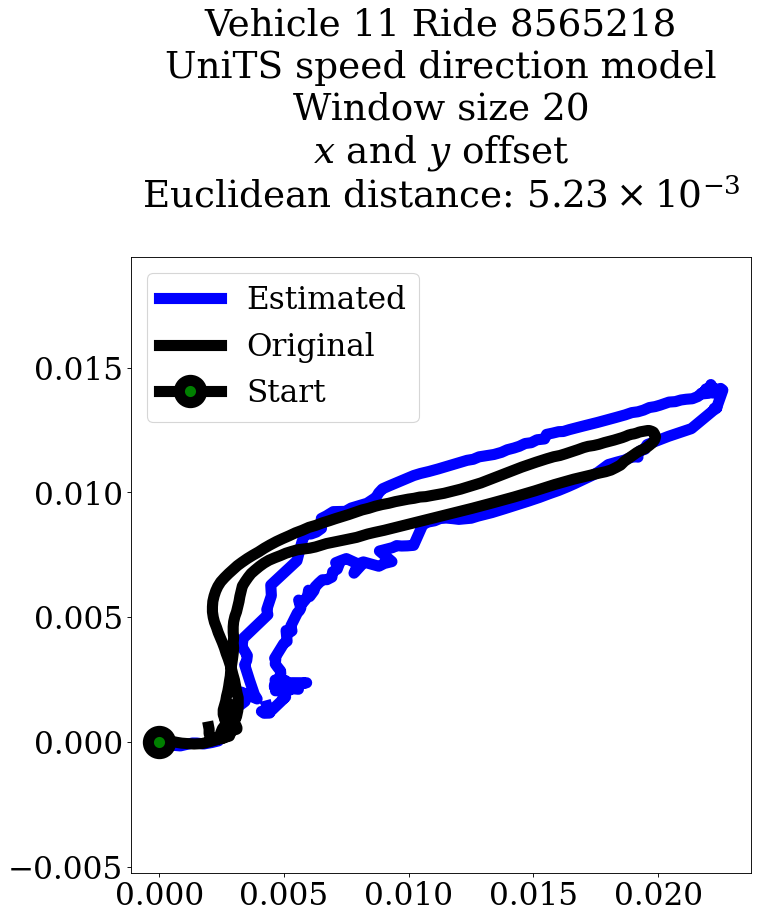 Vehicle 11 Ride 8565218
UniTS speed direction model
Window size 20
x and y offset
Euclidean distance: 5.23 × 10⁻³
Estimated
Original
Start
0.015
0.010
0.005
0.000
−0.005
0.000 0.005 0.010 0.015 0.020